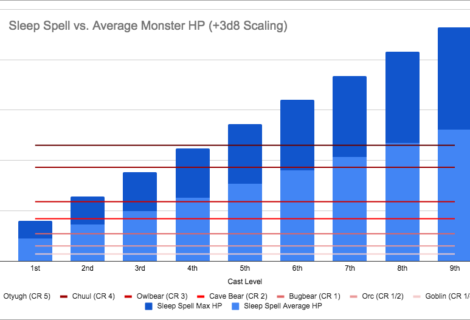 Sleep Spell vs. Average Monster HP (+3d8 Scaling)
1st 2nd 3rd 4th 5th 6th 7th 8th 9th
Cast Level
Otyugh (CR 5) Chuul (CR 4) Owlbear (CR 3) Cave Bear (CR 2) Bugbear (CR 1) Orc (CR 1/2) Goblin (CR 1/
Sleep Spell Max HP Sleep Spell Average HP